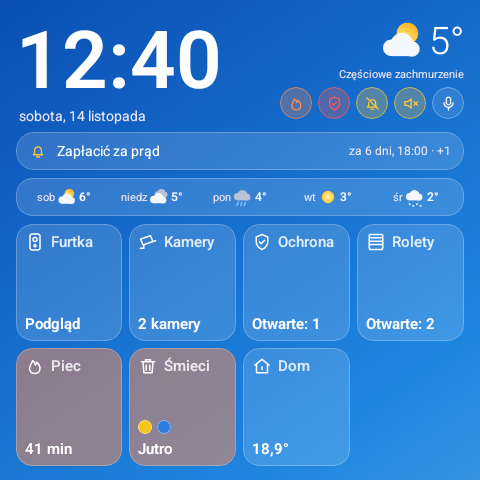 12:40
5°
Częściowe zachmurzenie
sobota, 14 listopada
Zapłacić za prąd
za 6 dni, 18:00 · +1
sob 6° niedz 5° pon 4° wt 3° śr 2°
Furtka Kamery Ochrona Rolety
Podgląd 2 kamery Otwarte: 1 Otwarte: 2
Piec Śmieci Dom
41 min Jutro 18,9°